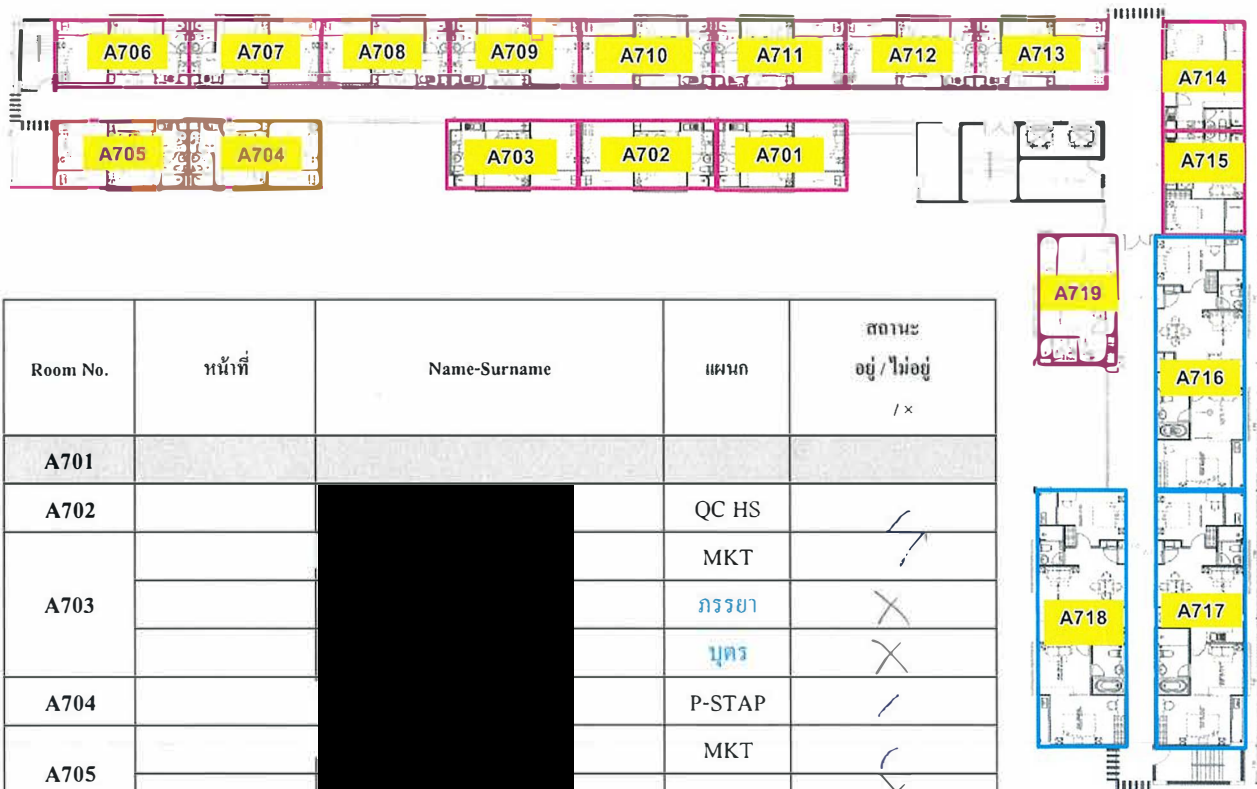 A706 A707 A708 A709 A710 A711 A712 A713
A714
A705 A704 A703 A702 A701
A715
A719
A716
A718 A717
Room No. หน้าที่ Name-Surname แผนก สถานะ
อยู่ / ไม่อยู่
/ ×
A701
A702 QC HS /
A703 MKT /
ภรรยา ×
บุตร ×
A704 P-STAP /
A705 MKT /